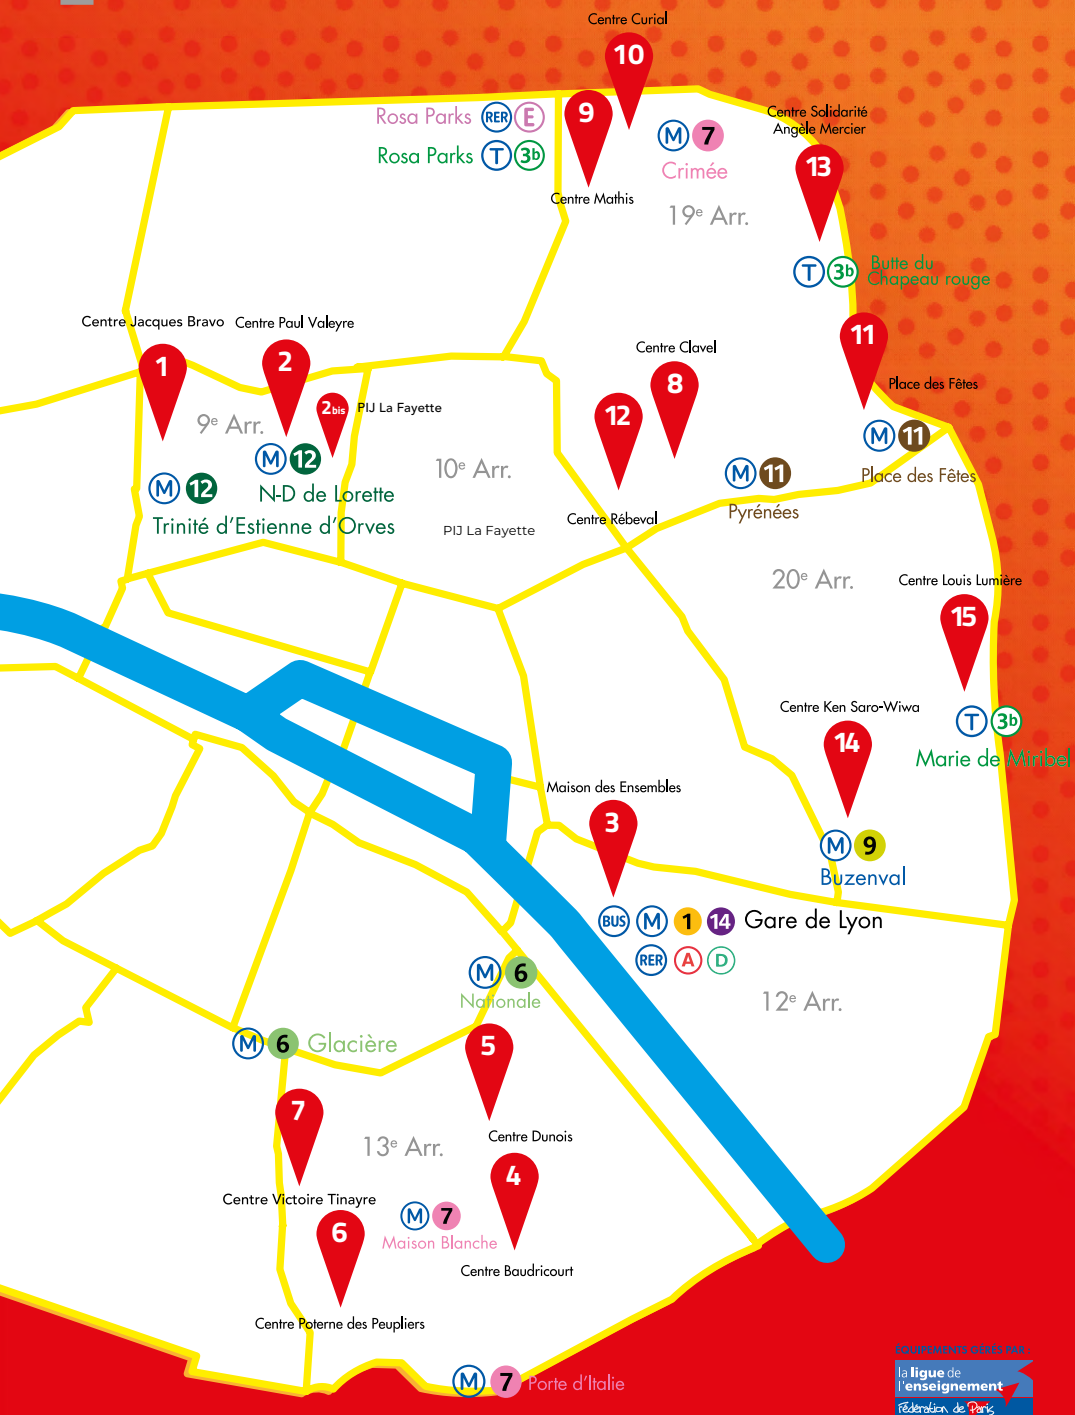 Centre Curial
10
Rosa Parks RER E
Rosa Parks T 3b
9
Centre Mathis
M 7
Crimée
19e Arr.
Centre Solidarité
Angèle Mercier
13
T 3b Butte du
Chapeau rouge
Centre Jacques Bravo
1
Centre Paul Valeyre
2
2bis PIJ La Fayette
9e Arr.
M 12
N-D de Lorette
M 12
Trinité d'Estienne d'Orves
10e Arr.
PIJ La Fayette
Centre Clavel
8
12
Centre Rébeval
M 11
Pyrénées
11
Place des Fêtes
M 11
Place des Fêtes
20e Arr.
Centre Louis Lumière
15
T 3b
Marie de Miribel
Centre Ken Saro-Wiwa
14
M 9
Buzenval
Maison des Ensembles
3
BUS M 1 14 Gare de Lyon
RER A D
12e Arr.
M 6
Nationale
M 6 Glacière
5
Centre Dunois
7
Centre Victoire Tinayre
13e Arr.
4
Centre Baudricourt
M 7
Maison Blanche
6
Centre Poterne des Peupliers
M 7 Porte d'Italie
ÉQUIPEMENTS GÉRÉS PAR :
la ligue de
l'enseignement
Fédération de Paris